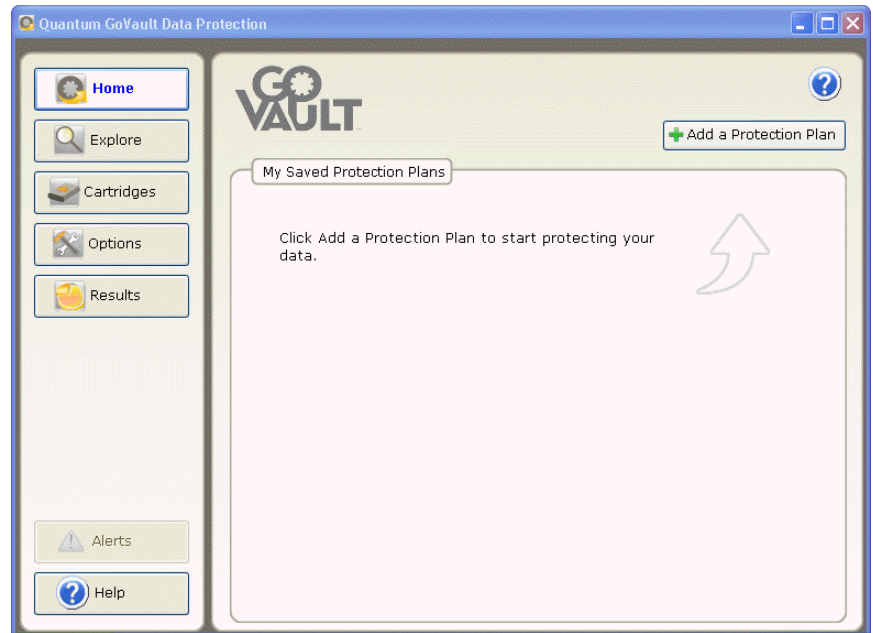 Quantum GoVault Data Protection
Home
Explore
Cartridges
Options
Results
Alerts
Help
GO
VAULT
Add a Protection Plan
My Saved Protection Plans
Click Add a Protection Plan to start protecting your
data.